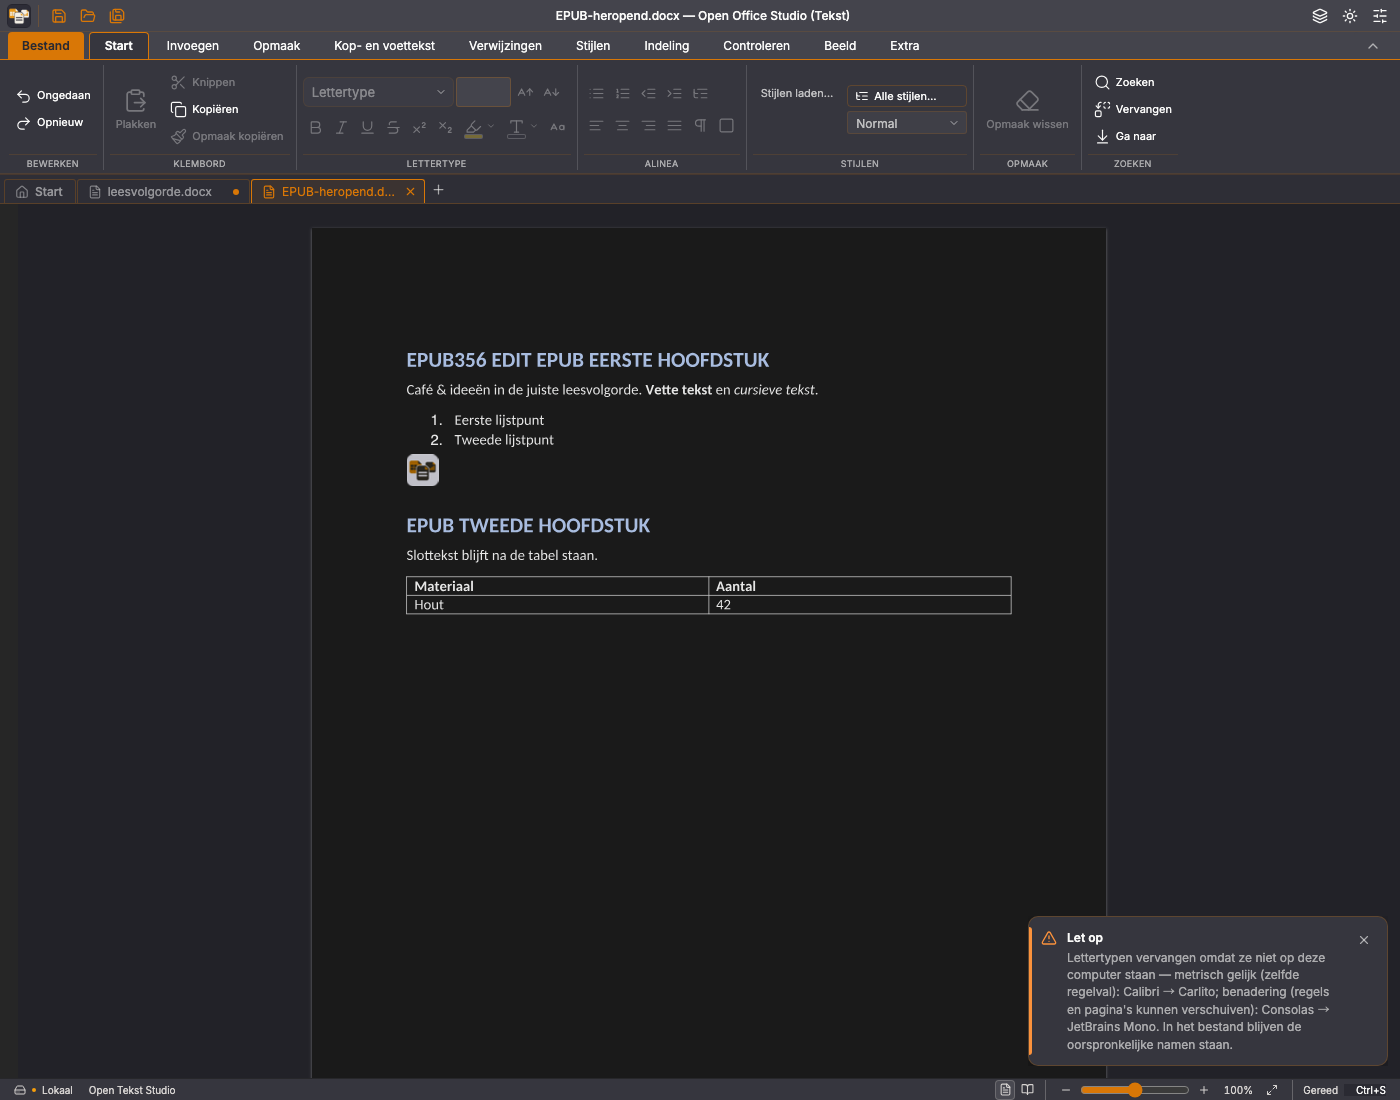 EPUB-heropend.docx — Open Office Studio (Tekst)
Bestand Start Invoegen Opmaak Kop- en voettekst Verwijzingen Stijlen Indeling Controleren Beeld Extra
Ongedaan
Opnieuw
BEWERKEN
Plakken
Knippen
Kopiëren
Opmaak kopiëren
KLEMBORD
Lettertype
LETTERTYPE
ALINEA
Stijlen laden...
Alle stijlen...
Normal
STIJLEN
Opmaak wissen
OPMAAK
Zoeken
Vervangen
Ga naar
ZOEKEN
Start leesvolgorde.docx EPUB-heropend.d...
EPUB356 EDIT EPUB EERSTE HOOFDSTUK
Café & ideeën in de juiste leesvolgorde. Vette tekst en cursieve tekst.
1. Eerste lijstpunt
2. Tweede lijstpunt
EPUB TWEEDE HOOFDSTUK
Slottekst blijft na de tabel staan.
Materiaal Aantal
Hout 42
Let op
Lettertypen vervangen omdat ze niet op deze
computer staan — metrisch gelijk (zelfde
regelval): Calibri → Carlito; benadering (regels
en pagina's kunnen verschuiven): Consolas →
JetBrains Mono. In het bestand blijven de
oorspronkelijke namen staan.
Lokaal Open Tekst Studio 100% Gereed Ctrl+S